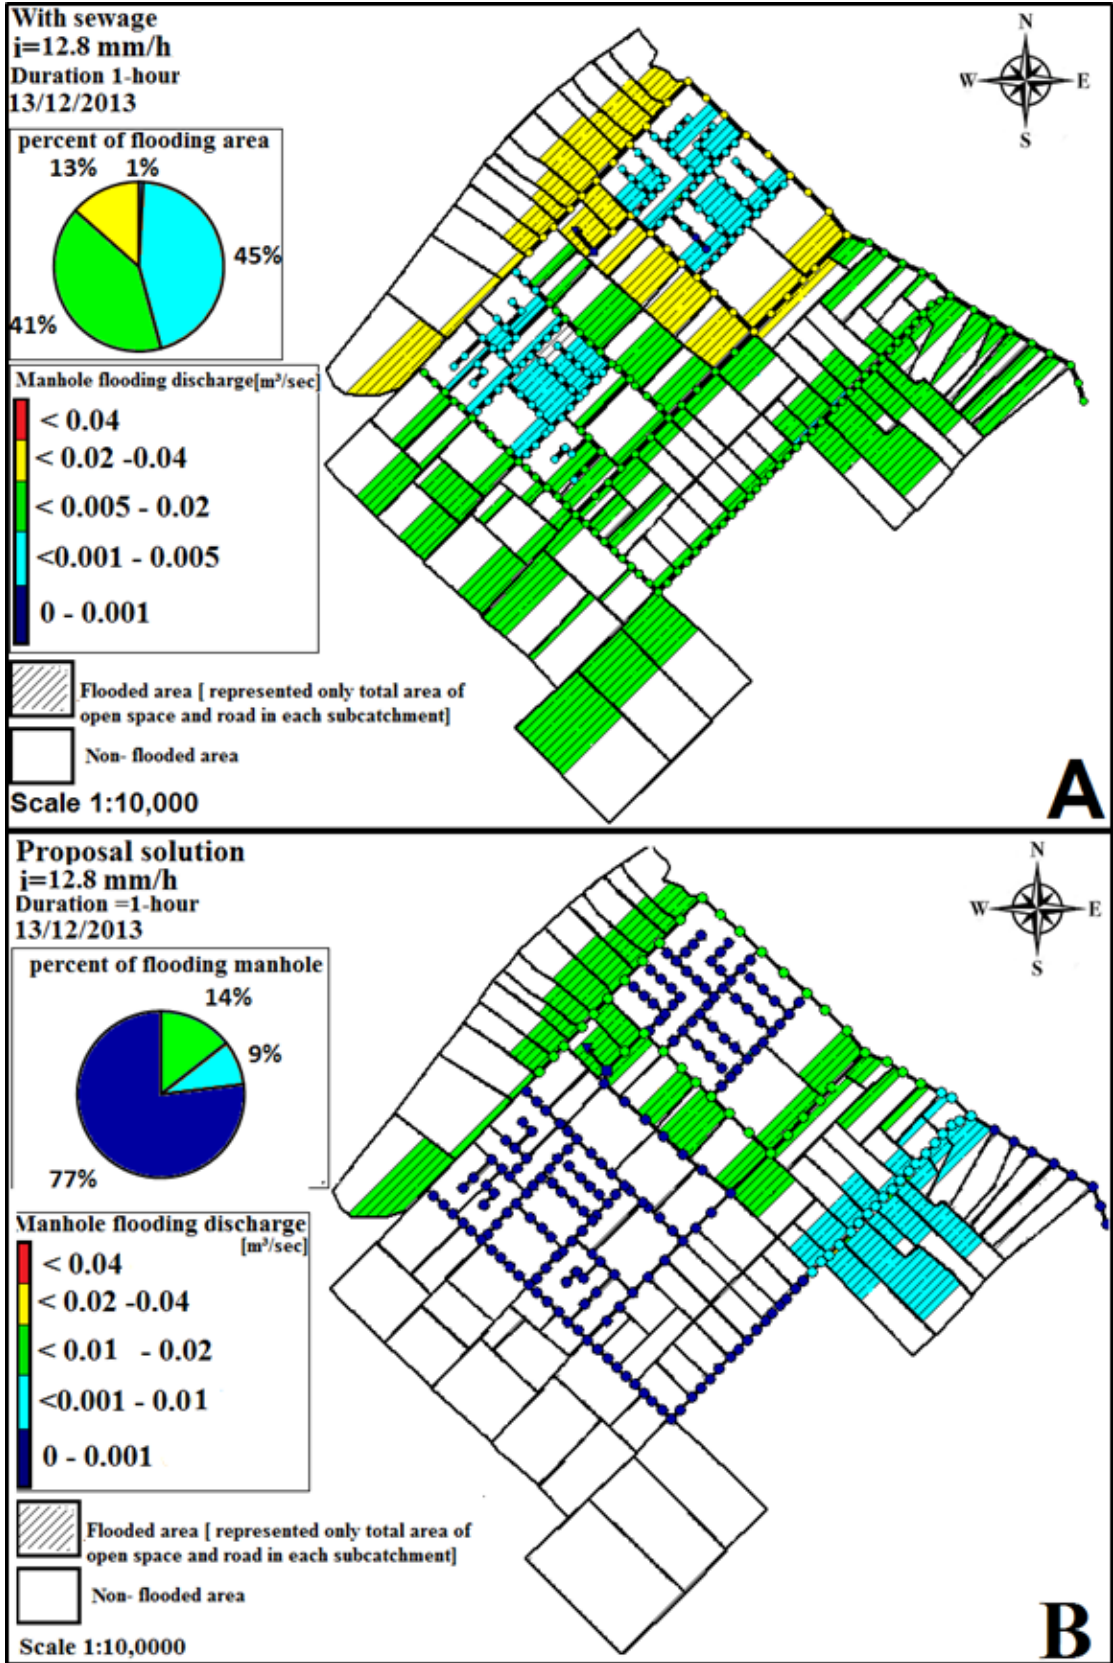 With sewage
i=12.8 mm/h
Duration 1-hour
13/12/2013
N
W E
S
percent of flooding area
13% 1%
45%
41%
Manhole flooding discharge[m³/sec]
< 0.04
< 0.02 -0.04
< 0.005 - 0.02
<0.001 - 0.005
0 - 0.001
Flooded area [ represented only total area of
open space and road in each subcatchment]
Non- flooded area
Scale 1:10,000
A
Proposal solution
i=12.8 mm/h
Duration =1-hour
13/12/2013
N
W E
S
percent of flooding manhole
14%
9%
77%
Manhole flooding discharge
[m³/sec]
< 0.04
< 0.02 -0.04
< 0.01 - 0.02
<0.001 - 0.01
0 - 0.001
Flooded area [ represented only total area of
open space and road in each subcatchment]
Non- flooded area
Scale 1:10,0000
B